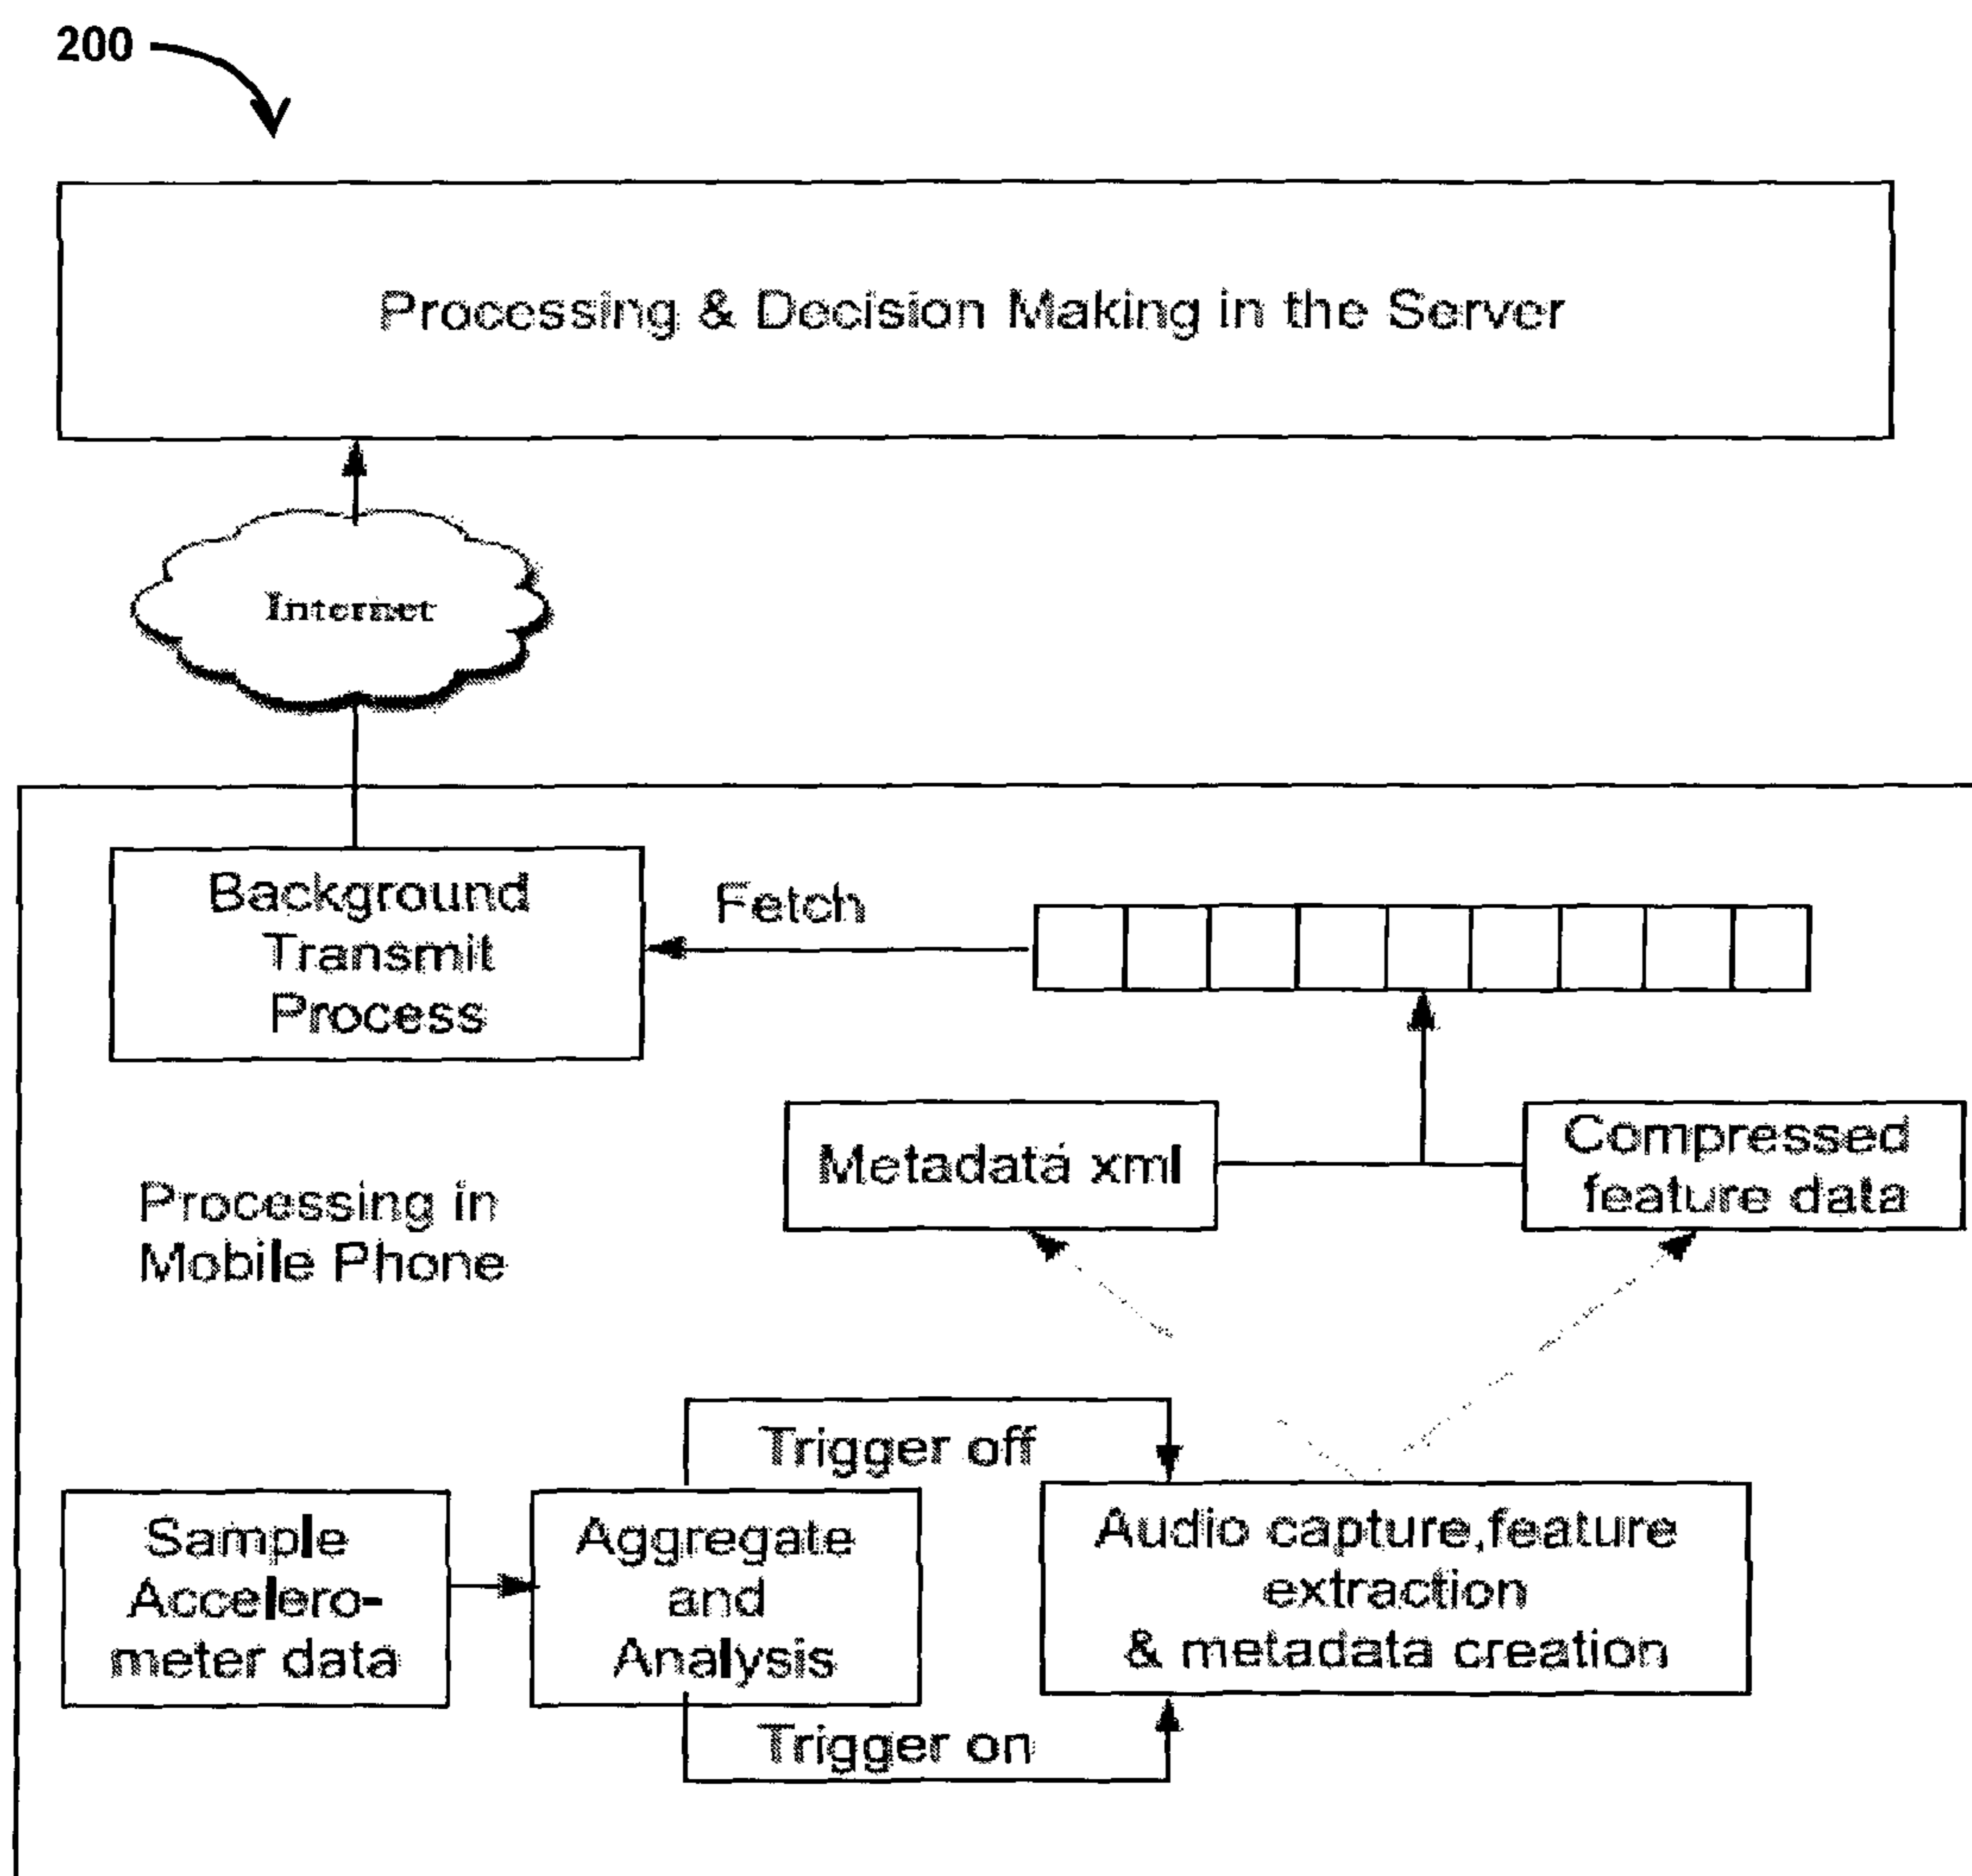 200
Processing & Decision Making in the Server
Internet
Background
Transmit
Process
Fetch
Metadata xml
Compressed
feature data
Processing in
Mobile Phone
Trigger off
Sample
Accelero-
meter data
Aggregate
and
Analysis
Audio capture,feature
extraction
& metadata creation
Trigger on